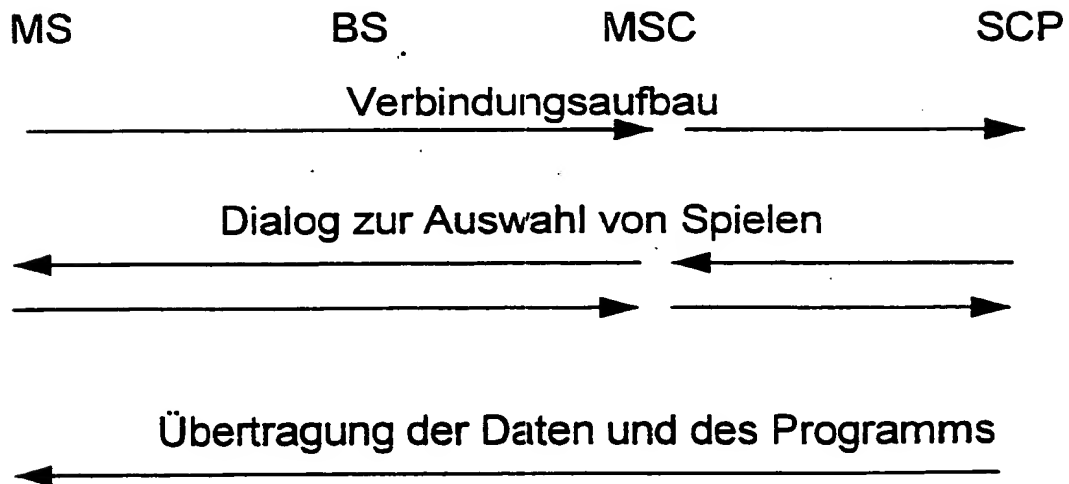 MS BS MSC SCP
Verbindungsaufbau
Dialog zur Auswahl von Spielen
Übertragung der Daten und des Programms